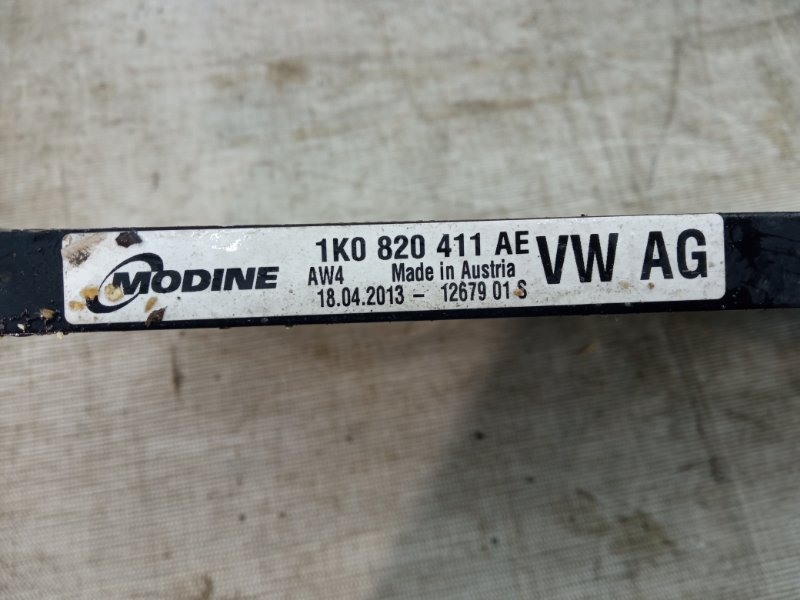 MODINE
1K0 820 411 AE
AW4 Made in Austria
18.04.2013 - 12679 01 S
VW AG